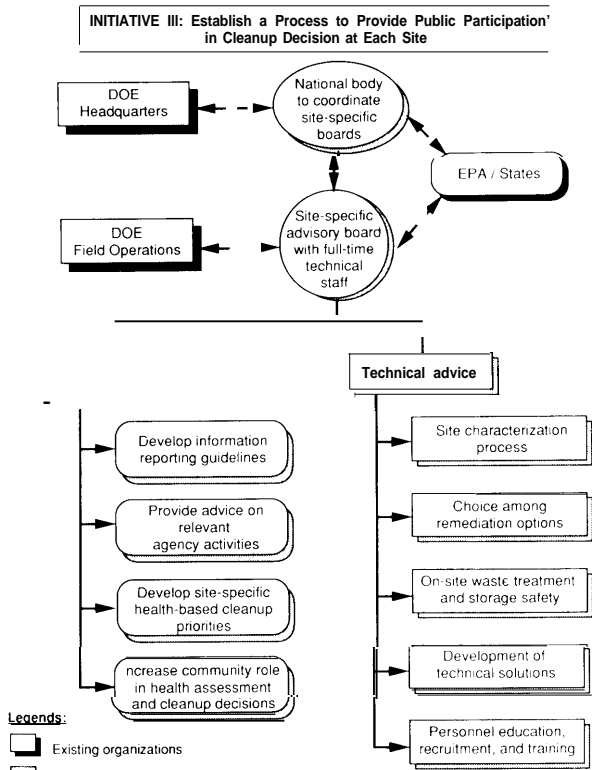 INITIATIVE III: Establish a Process to Provide Public Participation'
in Cleanup Decision at Each Site
DOE
Headquarters
National body
to coordinate
site-specific
boards
EPA / States
DOE
Field Operations
Site-specific
advisory board
with full-time
technical
staff
Technical advice
Develop information
reporting guidelines
Provide advice on
relevant
agency activities
Develop site-specific
health-based cleanup
priorities
ncrease community role
in health assessment
and cleanup decisions
Site characterization
process
Choice among
remediation options
On-site waste treatment
and storage safety
Development of
technical solutions
Personnel education,
recruitment, and training
Legends:
Existing organizations